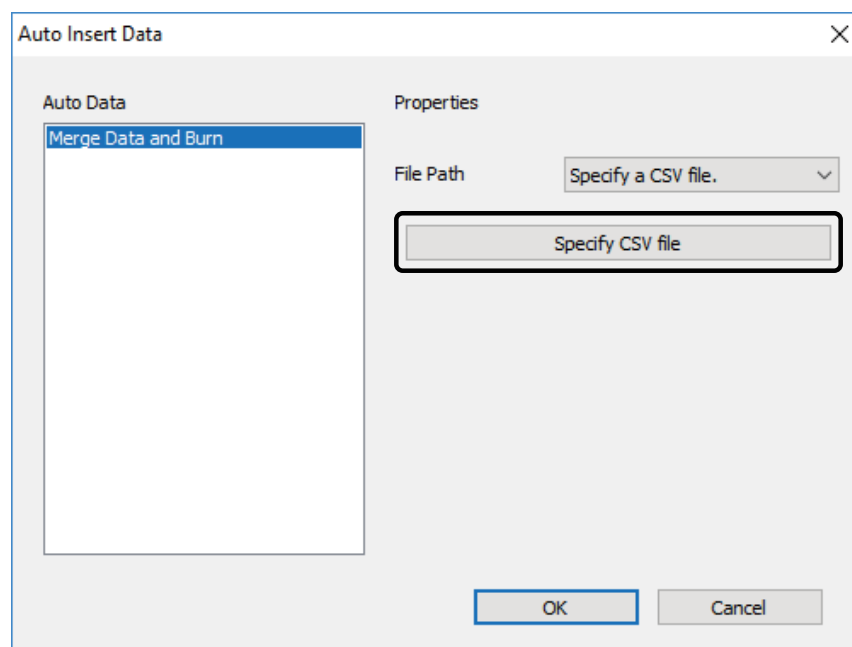 Auto Insert Data
Auto Data
Merge Data and Burn
Properties
File Path
Specify a CSV file.
Specify CSV file
OK
Cancel